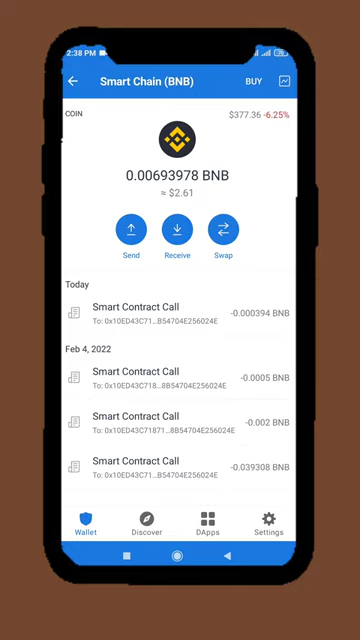 2:38 PM
Smart Chain (BNB)
BUY
COIN
$377.36 -6.25%
0.00693978 BNB
≈ $2.61
Send
Receive
Swap
Today
Smart Contract Call
-0.000394 BNB
To: 0x10ED43C71...8B54704E256024E
Feb 4, 2022
Smart Contract Call
-0.0005 BNB
To: 0x10ED43C718...8B54704E256024E
Smart Contract Call
-0.002 BNB
To: 0x10ED43C71871...8B54704E256024E
Smart Contract Call
-0.039308 BNB
To: 0x10ED43C71...8B54704E256024E
Wallet
Discover
DApps
Settings